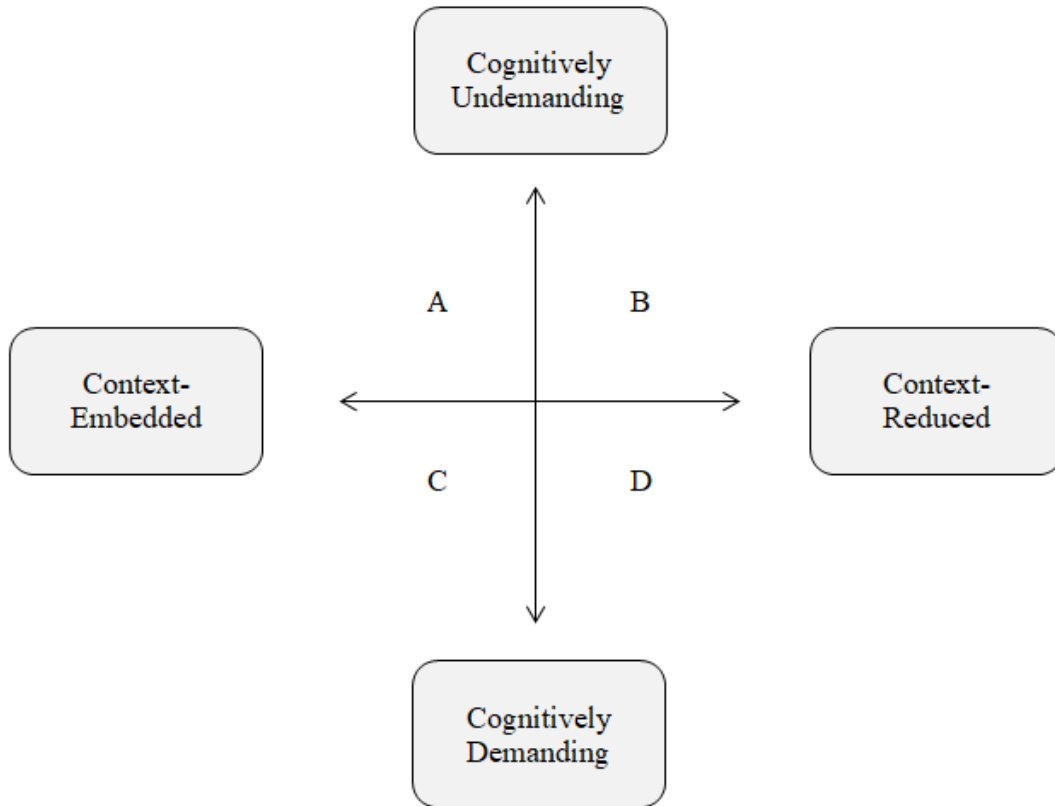 Cognitively
Undemanding
A
B
Context-
Embedded
Context-
Reduced
C
D
Cognitively
Demanding